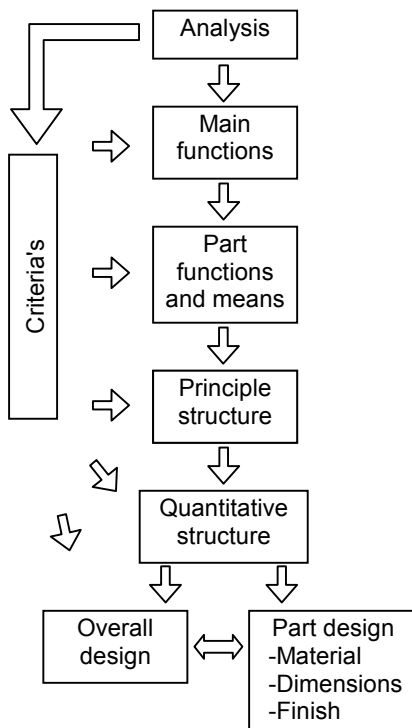 Analysis
Main
functions
Criteria's
Part
functions
and means
Principle
structure
Quantitative
structure
Overall
design
Part design
-Material
-Dimensions
-Finish